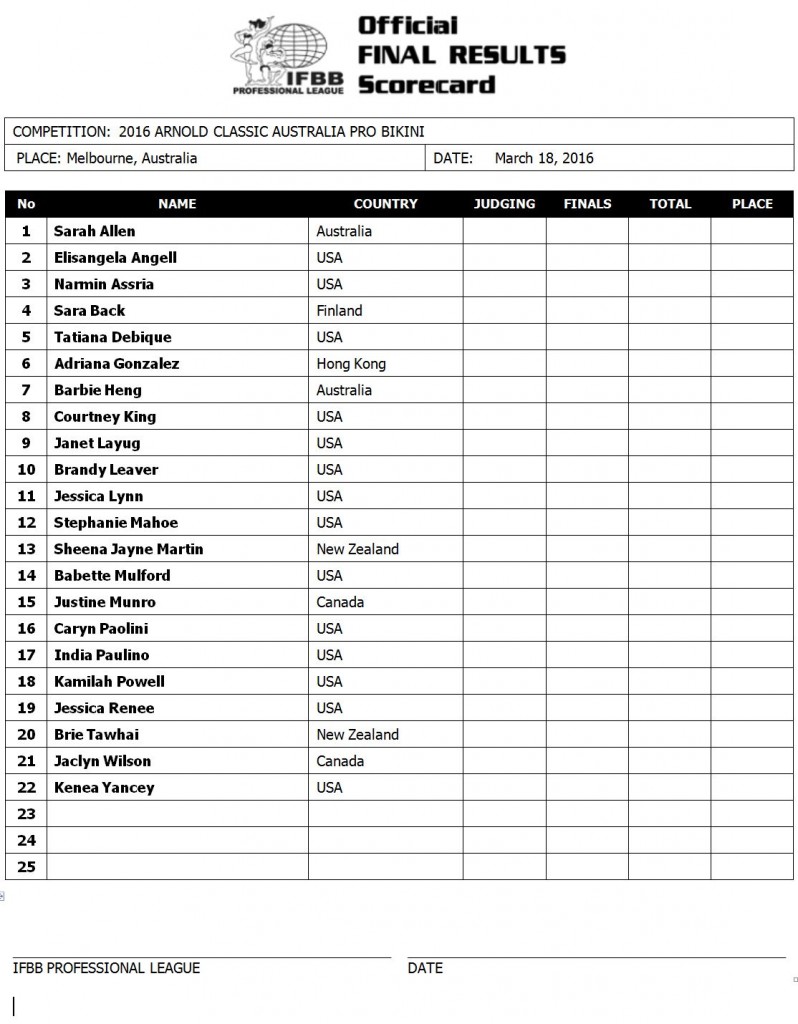 Official
FINAL RESULTS
Scorecard
IFBB
PROFESSIONAL LEAGUE
COMPETITION: 2016 ARNOLD CLASSIC AUSTRALIA PRO BIKINI
PLACE: Melbourne, Australia DATE: March 18, 2016
No NAME COUNTRY JUDGING FINALS TOTAL PLACE
1 Sarah Allen Australia
2 Elisangela Angell USA
3 Narmin Assria USA
4 Sara Back Finland
5 Tatiana Debique USA
6 Adriana Gonzalez Hong Kong
7 Barbie Heng Australia
8 Courtney King USA
9 Janet Layug USA
10 Brandy Leaver USA
11 Jessica Lynn USA
12 Stephanie Mahoe USA
13 Sheena Jayne Martin New Zealand
14 Babette Mulford USA
15 Justine Munro Canada
16 Caryn Paolini USA
17 India Paulino USA
18 Kamilah Powell USA
19 Jessica Renee USA
20 Brie Tawhai New Zealand
21 Jaclyn Wilson Canada
22 Kenea Yancey USA
23
24
25
IFBB PROFESSIONAL LEAGUE DATE